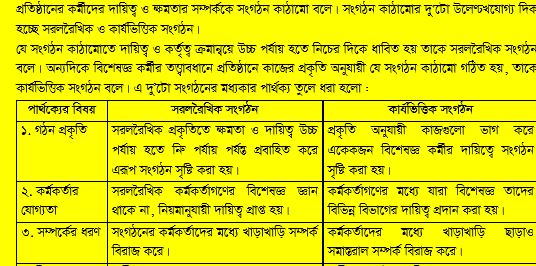 প্রতিষ্ঠানের কর্মীদের দায়িত্ব ও ক্ষমতার সম্পর্ককে সংগঠন কাঠামো বলে। সংগঠন কাঠামোর দু'টো উলেৰখযোগ্য দিক
হচ্ছে সরলরৈখিক ও কার্যভিত্তিক সংগঠন।
যে সংগঠন কাঠামোতে দায়িত্ব ও কর্তৃত্ব ক্রমান্বয়ে উচ্চ পর্যায় হতে নিচের দিকে ধাবিত হয় তাকে সরলরৈখিক সংগঠন
বলে। অন্যদিকে বিশেষজ্ঞ কর্মীর তত্ত্বাবধানে প্রতিষ্ঠানে কাজের প্রকৃতি অনুযায়ী যে সংগঠন কাঠামো গঠিত হয়, তাকে
কার্যভিত্তিক সংগঠন বলে। এ দু'টো সংগঠনের মধ্যকার পার্থক্য তুলে ধরা হলো :
পার্থক্যের বিষয় সরলরৈখিক সংগঠন কার্যভিত্তিক সংগঠন
১. গঠন প্রকৃতি সরলরৈখিক প্রকৃতিতে ক্ষমতা ও দায়িত্ব উচ্চ প্রকৃতি অনুযায়ী কাজগুলো ভাগ করে
পর্যায় হতে পর্যায় পর্যন্ত প্রবাহিত করে একেকজন বিশেষজ্ঞ কর্মীর দায়িত্বে সংগঠন
এরূপ সংগঠন সৃষ্টি করা হয়। সৃষ্টি করা হয়।
২. কর্মকর্তার সরলরৈখিক কর্মকর্তাগণের বিশেষজ্ঞ জ্ঞান কর্মকর্তাগণের মধ্যে যারা বিশেষজ্ঞ তাদের
যোগ্যতা থাকে না, নিয়মানুযায়ী দায়িত্ব প্রাপ্ত হয়। বিভিন্ন বিভাগের দায়িত্ব প্রদান করা হয়।
৩. সম্পর্কের ধরণ সংগঠনের কর্মকর্তাদের মধ্যে খাড়াখাড়ি সম্পর্ক কর্মকর্তাদের মধ্যে খাড়াখাড়ি ছাড়াও
বিরাজ করে। সমান্তরাল সম্পর্ক বিরাজ করে।